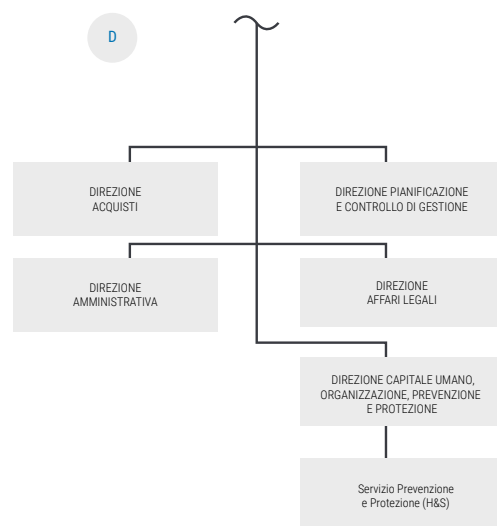 D
DIREZIONE
ACQUISTI
DIREZIONE PIANIFICAZIONE
E CONTROLLO DI GESTIONE
DIREZIONE
AMMINISTRATIVA
DIREZIONE
AFFARI LEGALI
DIREZIONE CAPITALE UMANO,
ORGANIZZAZIONE, PREVENZIONE
E PROTEZIONE
Servizio Prevenzione
e Protezione (H&S)